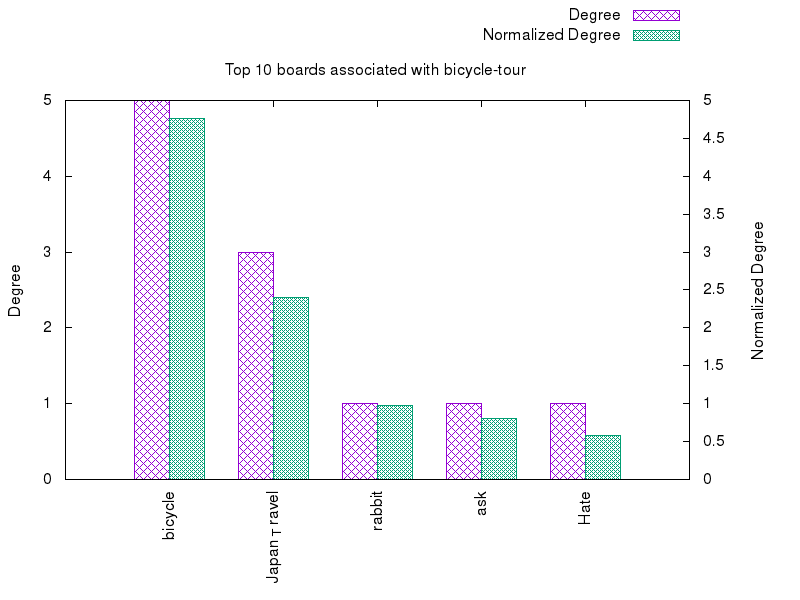 Degree
Normalized Degree
Top 10 boards associated with bicycle-tour
5
4
3
2
1
0
5
4.5
4
3.5
3
2.5
2
1.5
1
0.5
0
Degree
Normalized Degree
bicycle
Japan T ravel
rabbit
ask
Hate